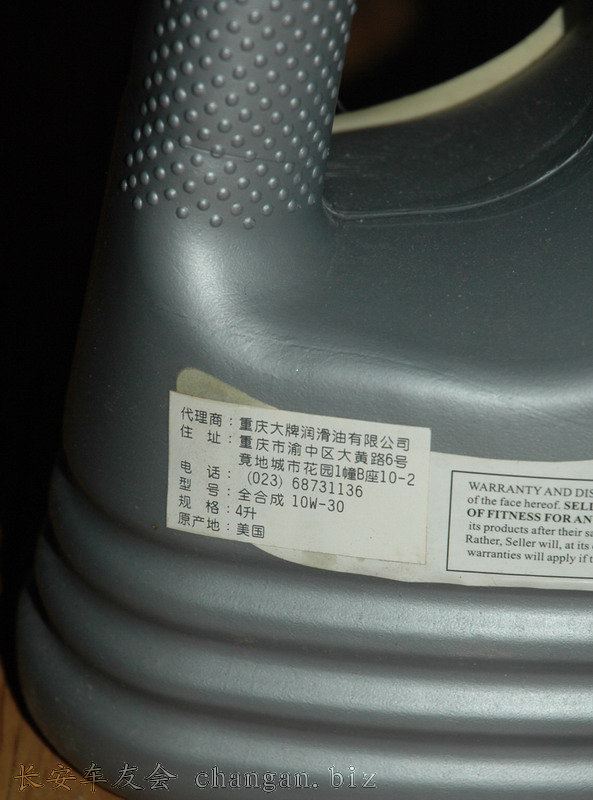 代理商：重庆大牌润滑油有限公司
住 址：重庆市渝中区大黄路6号
竟地城市花园1幢B座10-2
电 话：(023) 68731136
型 号：全合成 10W-30
规 格：4升
原产地：美国
WARRANTY AND DIS
of the face hereof. SELL
OF FITNESS FOR AN
its products after their sa
Rather, Seller will, at its
warranties will apply if t
长安车友会 changan.biz